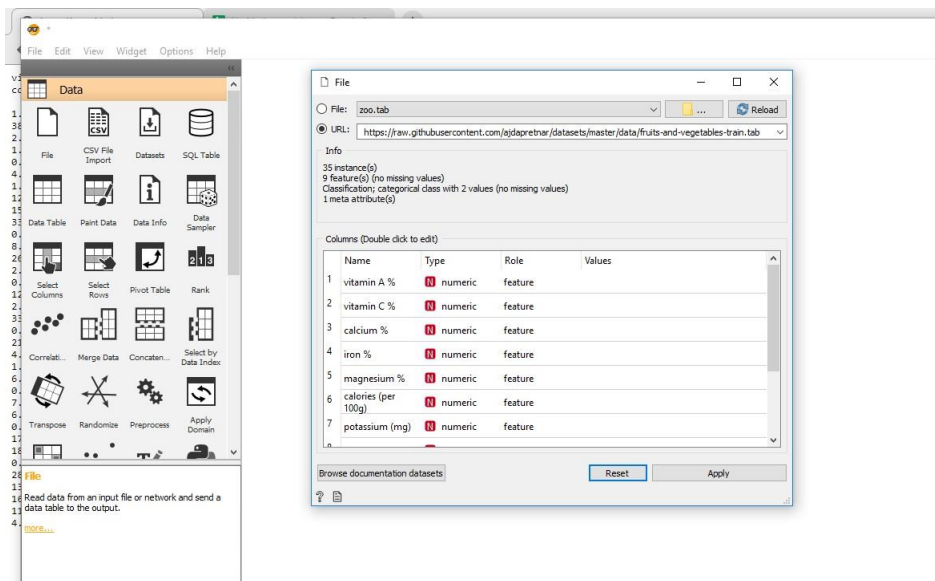 File Edit View Widget Options Help
Data
File
CSV File Import
Datasets
SQL Table
Data Table
Paint Data
Data Info
Data Sampler
Select Columns
Select Rows
Pivot Table
Rank
Correlati...
Merge Data
Concaten...
Select by Data Index
Transpose
Randomize
Preprocess
Apply Domain
File
Read data from an input file or network and send a
data table to the output.
more...
File
File: zoo.tab ... Reload
URL: https://raw.githubusercontent.com/ajdapretnar/datasets/master/data/fruits-and-vegetables-train.tab
Info
35 instance(s)
9 feature(s) (no missing values)
Classification; categorical class with 2 values (no missing values)
1 meta attribute(s)
Columns (Double click to edit)
Name Type Role Values
1 vitamin A % N numeric feature
2 vitamin C % N numeric feature
3 calcium % N numeric feature
4 iron % N numeric feature
5 magnesium % N numeric feature
6 calories (per 100g) N numeric feature
7 potassium (mg) N numeric feature
Browse documentation datasets Reset Apply
?